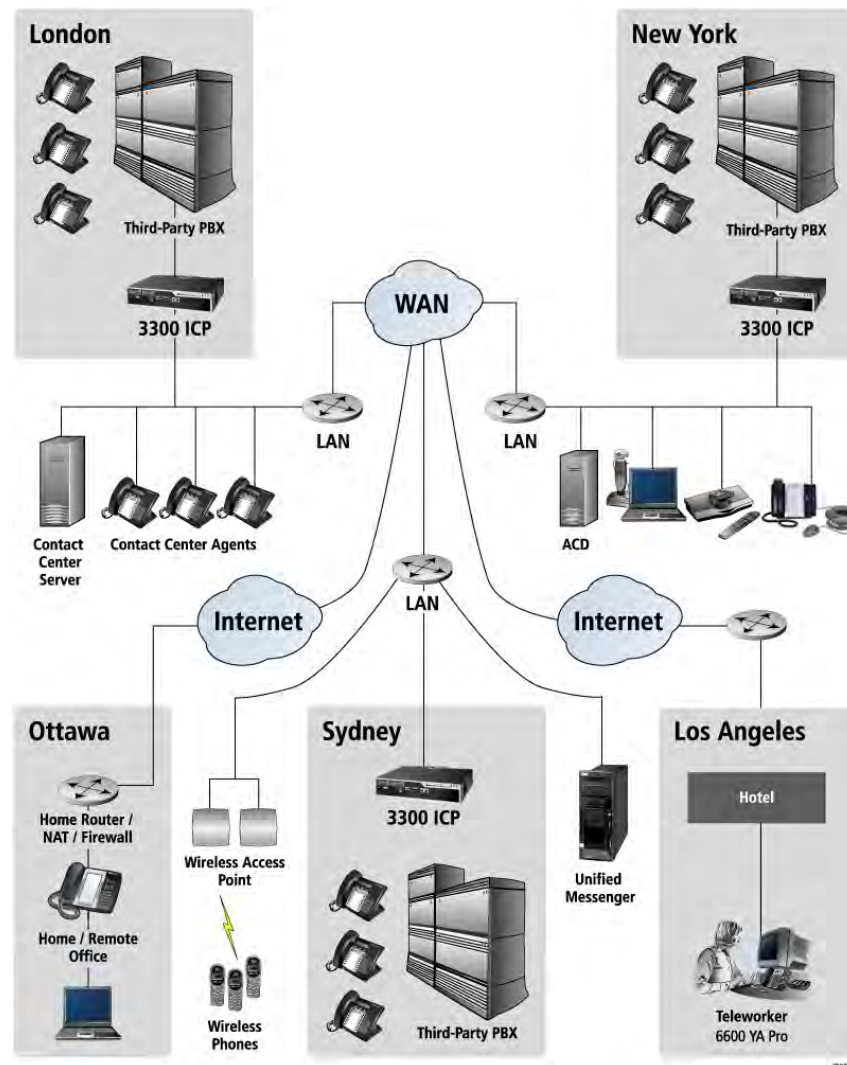 London
New York
Third-Party PBX
Third-Party PBX
3300 ICP
3300 ICP
WAN
LAN
LAN
Contact
Center
Server
Contact Center Agents
ACD
LAN
Internet
Internet
Ottawa
Home Router /
NAT / Firewall
Home / Remote
Office
Wireless Access
Point
Wireless
Phones
Sydney
3300 ICP
Third-Party PBX
Unified
Messenger
Los Angeles
Hotel
Teleworker
6600 YA Pro